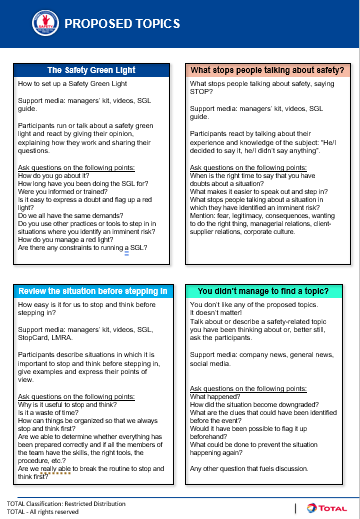 PROPOSED TOPICS
The Safety Green Light
How to set up a Safety Green Light
Support media: managers' kit, videos, SGL
guide.
Participants run or talk about a safety green
light and react by giving their opinion,
explaining how they work and sharing their
questions.
Ask questions on the following points:
How do you go about it?
How long have you been doing the SGL for?
Were you informed or trained?
Is it easy to express a doubt and flag up a red
light?
Do we all have the same demands?
Do you use other practices or tools to step in in
situations where you identify an imminent risk?
How do you manage a red light?
Are there any constraints to running a SGL?
What stops people talking about safety?
What stops people talking about safety, saying
STOP?
Support media: managers' kit, videos, SGL
guide.
Participants react by talking about their
experience and knowledge of the subject: "He/I
decided to say it, he/I didn't say anything".
Ask questions on the following points:
When is the right time to say that you have
doubts about a situation?
What makes it easier to speak out and step in?
What stops people talking about a situation in
which they have identified an imminent risk?
Mention: fear, legitimacy, consequences, wanting
to do the right thing, managerial relations, client-
supplier relations, corporate culture.
Review the situation before stepping in
How easy is it for us to stop and think before
stepping in?
Support media: managers' kit, videos, SGL,
StopCard, LMRA.
Participants describe situations in which it is
important to stop and think before stepping in,
give examples and express their points of
view.
Ask questions on the following points:
Why is it useful to stop and think?
Is it a waste of time?
How can things be organized so that we always
stop and think first?
Are we able to determine whether everything has
been prepared correctly and if all the members of
the team have the skills, the right tools, the
procedure, etc.?
Are we really able to break the routine to stop and
think first?
You didn't manage to find a topic?
You don't like any of the proposed topics.
It doesn't matter!
Talk about or describe a safety-related topic
you have been thinking about or, better still,
ask the participants.
Support media: company news, general news,
social media.
Ask questions on the following points:
What happened?
How did the situation become downgraded?
What are the clues that could have been identified
before the event?
Would it have been possible to flag it up
beforehand?
What could be done to prevent the situation
happening again?
Any other question that fuels discussion.
TOTAL Classification: Restricted Distribution
TOTAL - All rights reserved
TOTAL